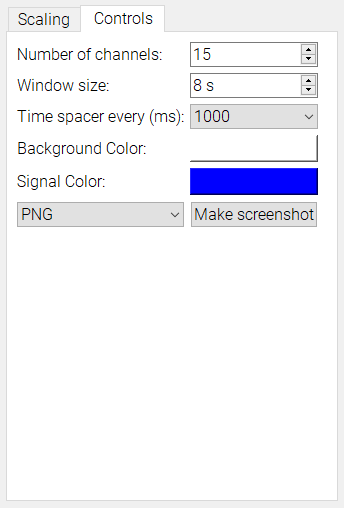 Scaling Controls
Number of channels: 15
Window size: 8 s
Time spacer every (ms): 1000
Background Color:
Signal Color:
PNG Make screenshot